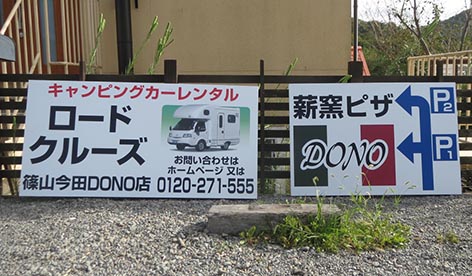 キャンピングカーレンタル
ロード
クルーズ
お問い合わせは
ホームページ 又は
篠山今田DONO店 0120-271-555
薪窯ピザ
DONO
P2
P1